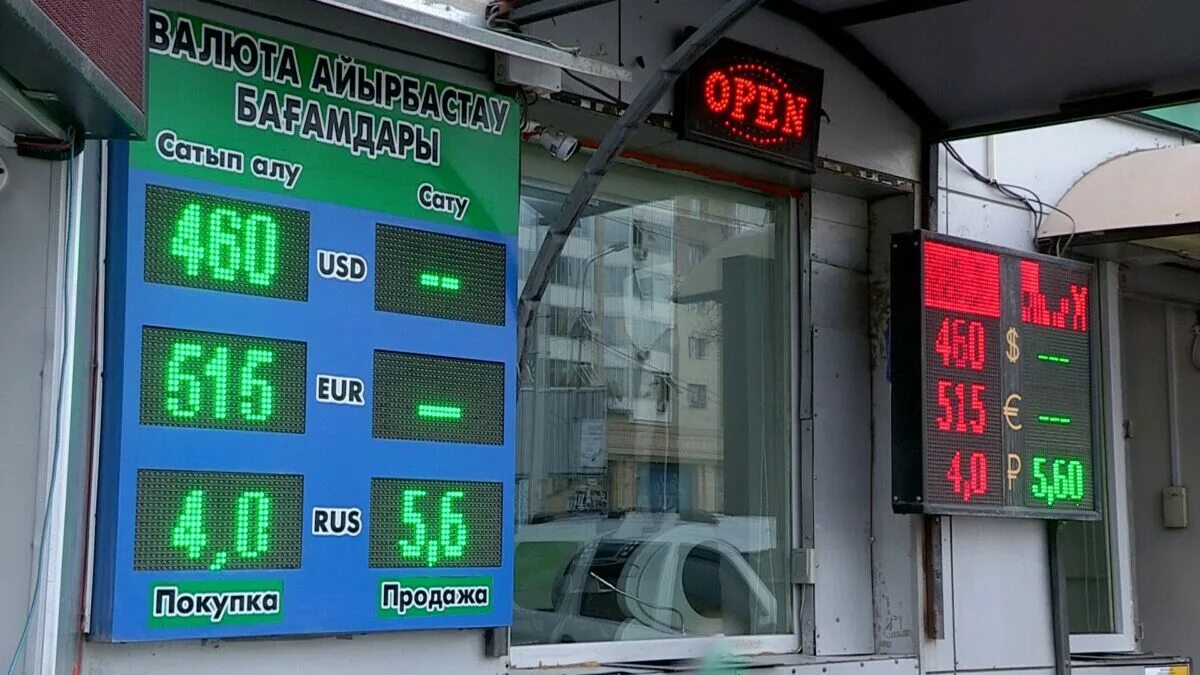 ВАЛЮТА АЙЫРБАСТАУ
БАҒАМДАРЫ
Сатып алу
Сату
460 USD --
515 EUR --
4,0 RUS 5,6
Покупка Продажа
OPEN
460 $ ---
515 € ---
4,0 ₽ 5,60